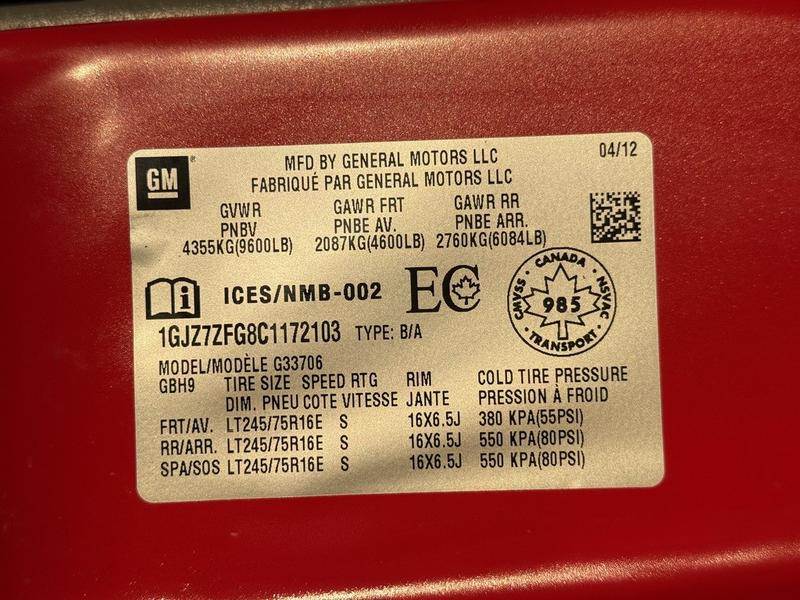 GM
MFD BY GENERAL MOTORS LLC
04/12
FABRIQUÉ PAR GENERAL MOTORS LLC
GVWR GAWR FRT GAWR RR
PNBV PNBE AV. PNBE ARR.
4355KG(9600LB) 2087KG(4600LB) 2760KG(6084LB)
i ICES/NMB-002 EC
CANADA
CMVSS · 985 · NSVAC
TRANSPORT
1GJZ7ZFG8C1172103 TYPE: B/A
MODEL/MODÈLE G33706
GBH9 TIRE SIZE SPEED RTG RIM COLD TIRE PRESSURE
DIM. PNEU COTE VITESSE JANTE PRESSION À FROID
FRT/AV. LT245/75R16E S 16X6.5J 380 KPA(55PSI)
RR/ARR. LT245/75R16E S 16X6.5J 550 KPA(80PSI)
SPA/SOS LT245/75R16E S 16X6.5J 550 KPA(80PSI)